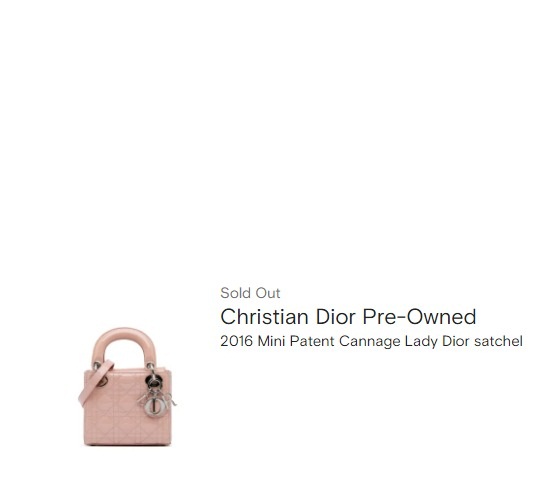 Sold Out
Christian Dior Pre-Owned
2016 Mini Patent Cannage Lady Dior satchel